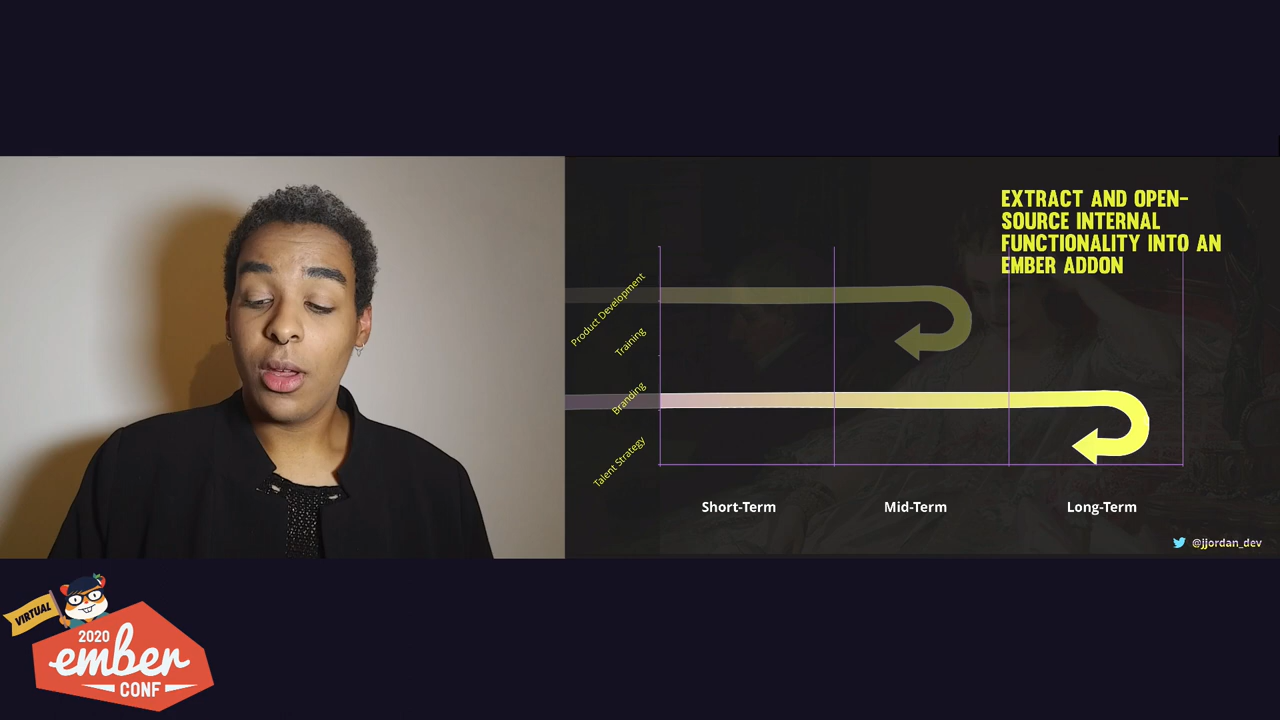 EXTRACT AND OPEN-
SOURCE INTERNAL
FUNCTIONALITY INTO AN
EMBER ADDON
Product Development
Training
Branding
Talent Strategy
Short-Term
Mid-Term
Long-Term
@jjordan_dev
VIRTUAL
2020
ember
CONF